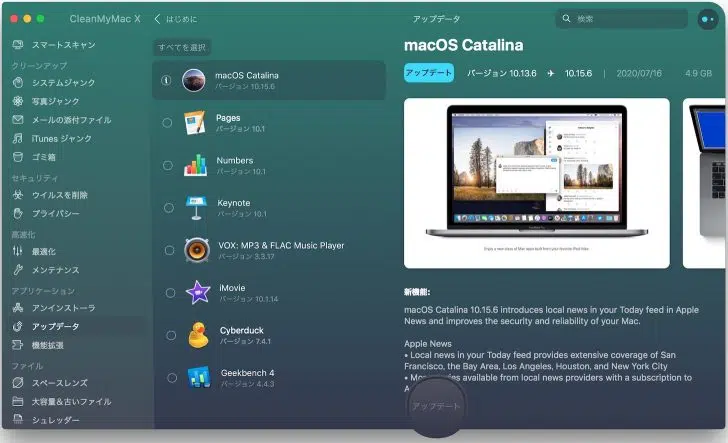 CleanMyMac X
はじめに
アップデータ
検索
スマートスキャン
クリーンアップ
システムジャンク
写真ジャンク
メールの添付ファイル
iTunes ジャンク
ゴミ箱
セキュリティ
ウイルスを削除
プライバシー
高速化
最適化
メンテナンス
アプリケーション
アンインストーラ
アップデータ
機能拡張
ファイル
スペースレンズ
大容量&古いファイル
シュレッダー
すべてを選択
macOS Catalina
バージョン 10.15.6
Pages
バージョン 10.1
Numbers
バージョン 10.1
Keynote
バージョン 10.1
VOX: MP3 & FLAC Music Player
バージョン 3.3.17
iMovie
バージョン 10.1.14
Cyberduck
バージョン 7.4.1
Geekbench 4
バージョン 4.4.3
macOS Catalina
アップデート バージョン 10.13.6 10.15.6 | 2020/07/16 4.9 GB
Enjoy a new class of Mac apps built from your favorite iPad apps.
新機能:
macOS Catalina 10.15.6 introduces local news in your Today feed in Apple
News and improves the security and reliability of your Mac.
Apple News
• Local news in your Today feed provides extensive coverage of San
Francisco, the Bay Area, Los Angeles, Houston, and New York City
available from local news providers with a subscription to
アップデート